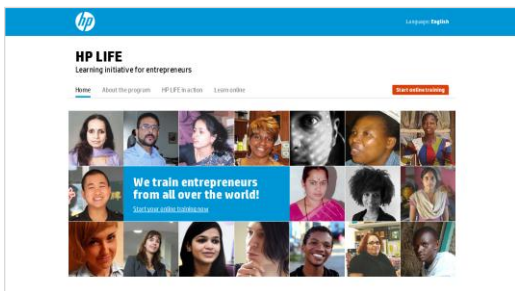 hp
Language: English
HP LIFE
Learning initiative for entrepreneurs
Home About the program HP LIFE in action Learn online
Start online training
We train entrepreneurs
from all over the world!
Start your online training now